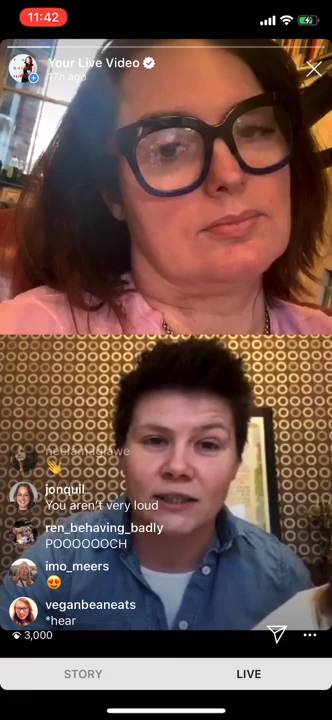 11:42
Your Live Video
17h ago
jonquil
You aren't very loud
ren_behaving_badly
POOOOOOCH
imo_meers
😍
veganbeaneats
*hear
3,000
STORY
LIVE